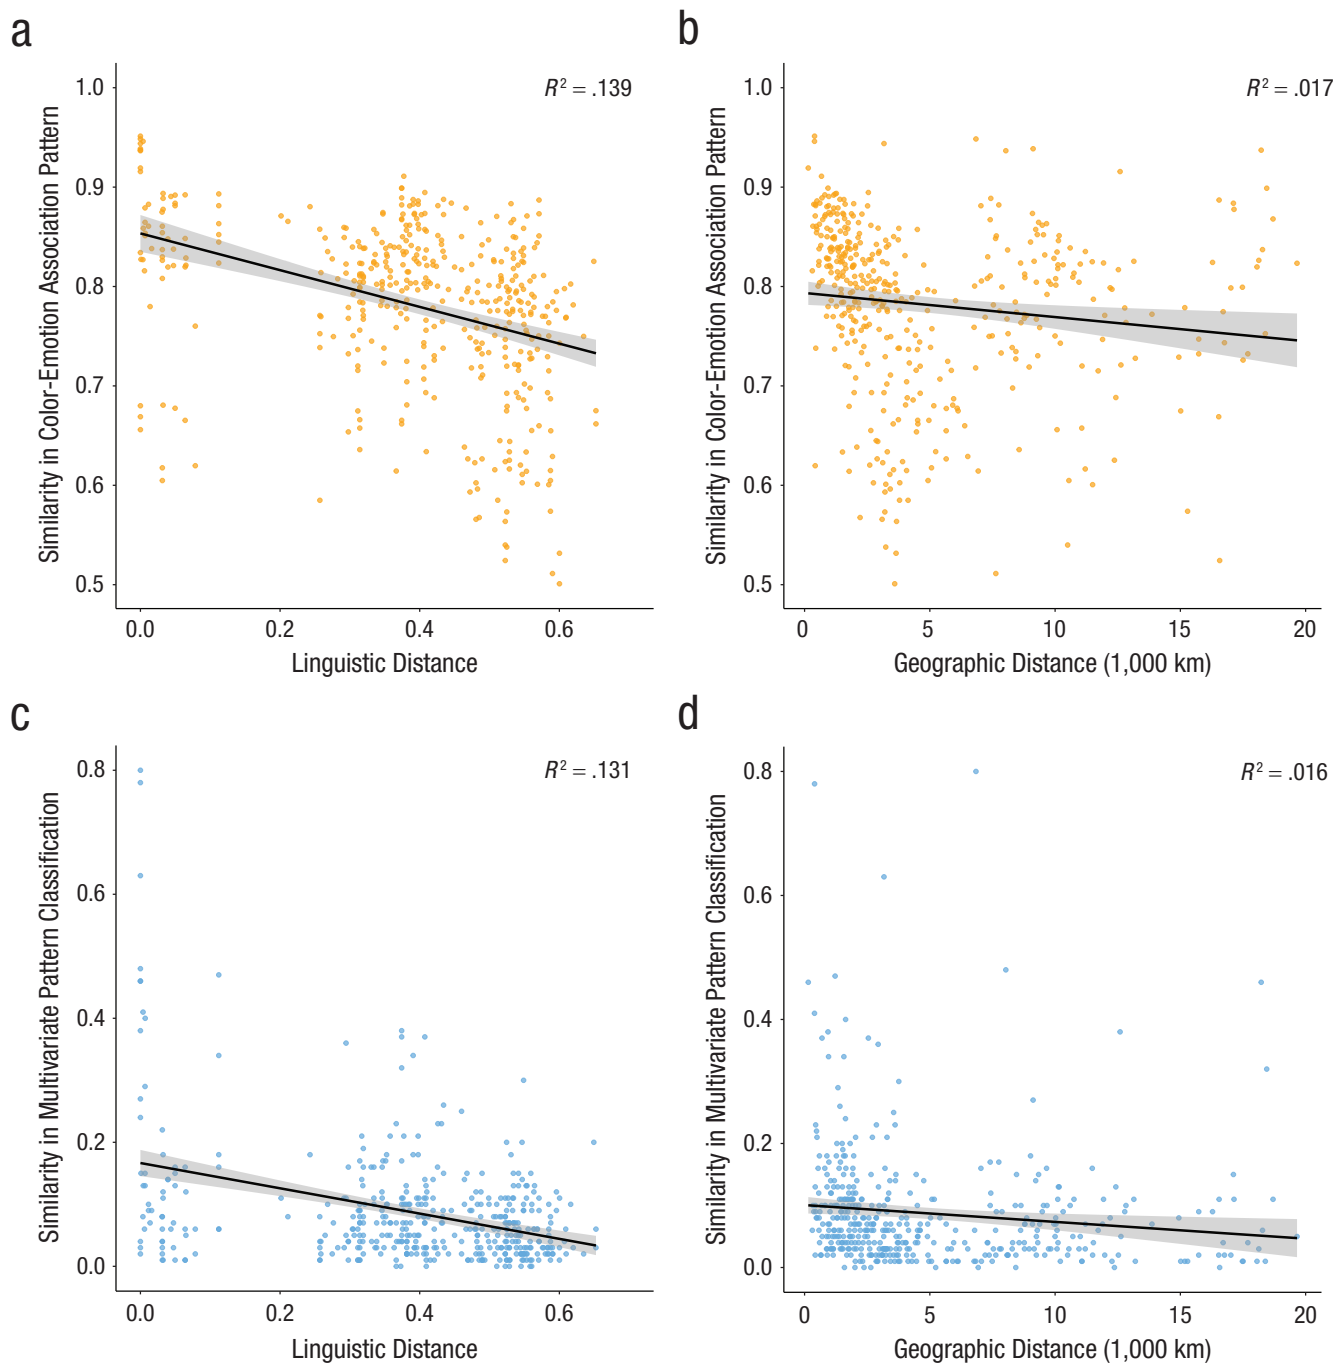 a
R² = .139
Similarity in Color-Emotion Association Pattern
1.0
0.9
0.8
0.7
0.6
0.5
0.0
0.2
0.4
0.6
Linguistic Distance
b
R² = .017
Similarity in Color-Emotion Association Pattern
1.0
0.9
0.8
0.7
0.6
0.5
0
5
10
15
20
Geographic Distance (1,000 km)
c
R² = .131
Similarity in Multivariate Pattern Classification
0.8
0.6
0.4
0.2
0.0
0.0
0.2
0.4
0.6
Linguistic Distance
d
R² = .016
Similarity in Multivariate Pattern Classification
0.8
0.6
0.4
0.2
0.0
0
5
10
15
20
Geographic Distance (1,000 km)